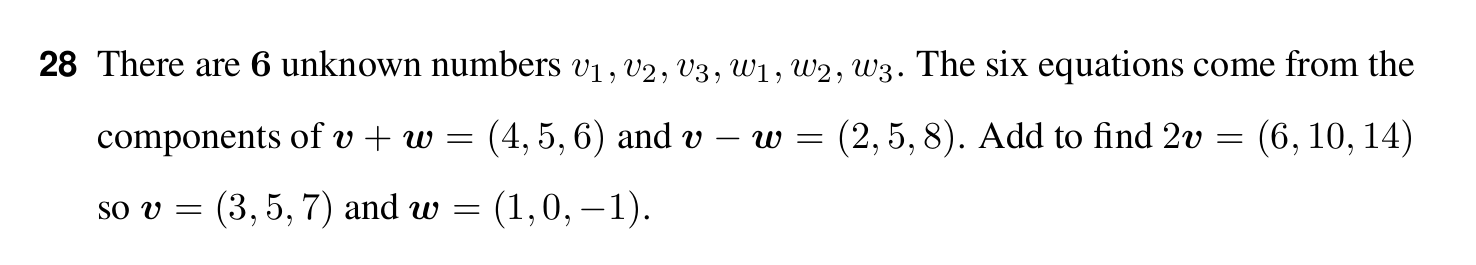 28 There are 6 unknown numbers v₁, v₂, v₃, w₁, w₂, w₃. The six equations come from the
components of v + w = (4, 5, 6) and v − w = (2, 5, 8). Add to find 2v = (6, 10, 14)
so v = (3, 5, 7) and w = (1, 0, −1).